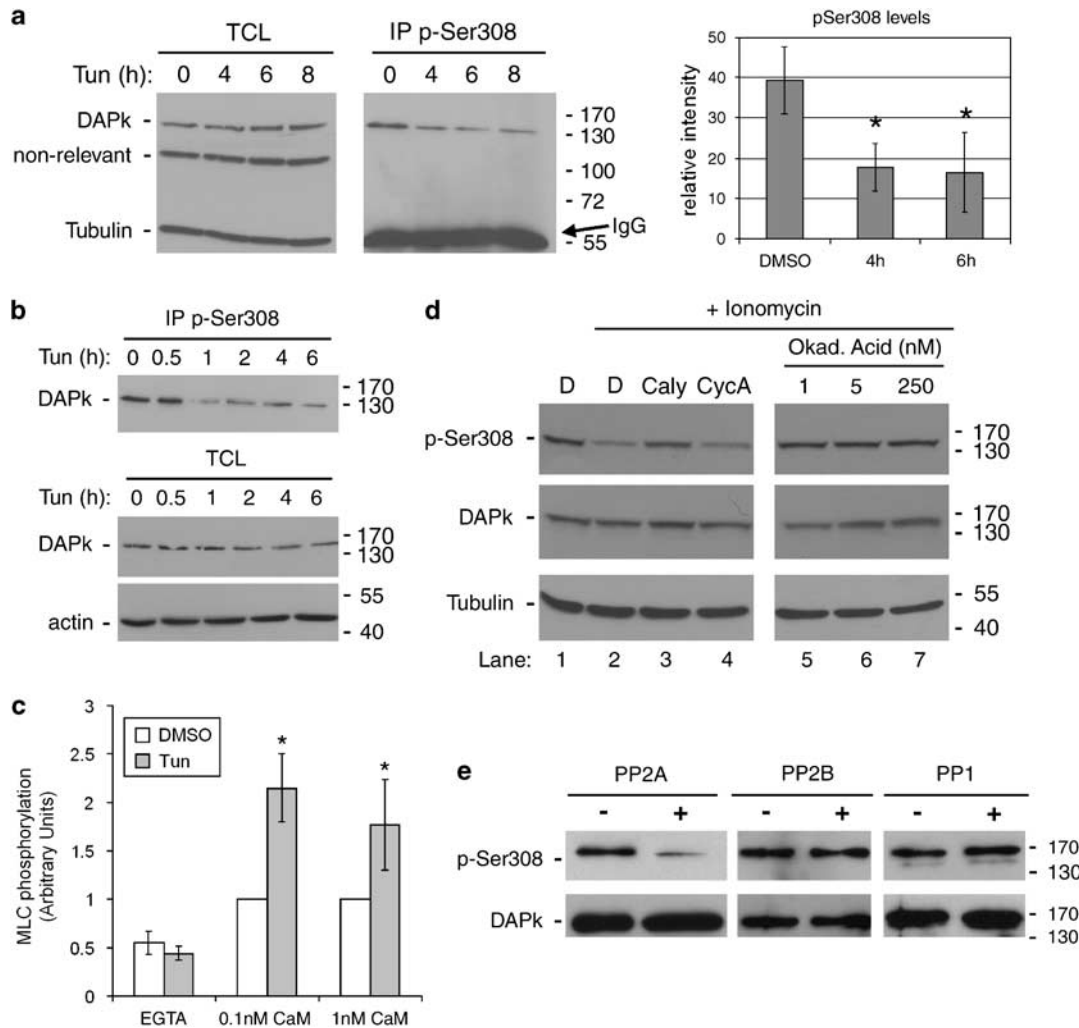 a
TCL
IP p-Ser308
Tun (h): 0 4 6 8 0 4 6 8
DAPk -
non-relevant -
Tubulin -
- 170
- 130
- 100
- 72
- 55
IgG
pSer308 levels
relative intensity
50
40
30
20
10
0
* *
DMSO 4h 6h
b
IP p-Ser308
Tun (h): 0 0.5 1 2 4 6
DAPk -
- 170
- 130
TCL
Tun (h): 0 0.5 1 2 4 6
DAPk -
- 170
- 130
actin -
- 55
- 40
d
+ Ionomycin
Okad. Acid (nM)
D D Caly CycA 1 5 250
p-Ser308 -
- 170
- 130
DAPk -
- 170
- 130
Tubulin -
- 55
- 40
Lane: 1 2 3 4 5 6 7
c
MLC phosphorylation
(Arbitrary Units)
3
2.5
2
1.5
1
0.5
0
DMSO
Tun
* *
EGTA 0.1nM CaM 1nM CaM
e
PP2A PP2B PP1
- + - + - +
p-Ser308 -
- 170
- 130
DAPk -
- 170
- 130